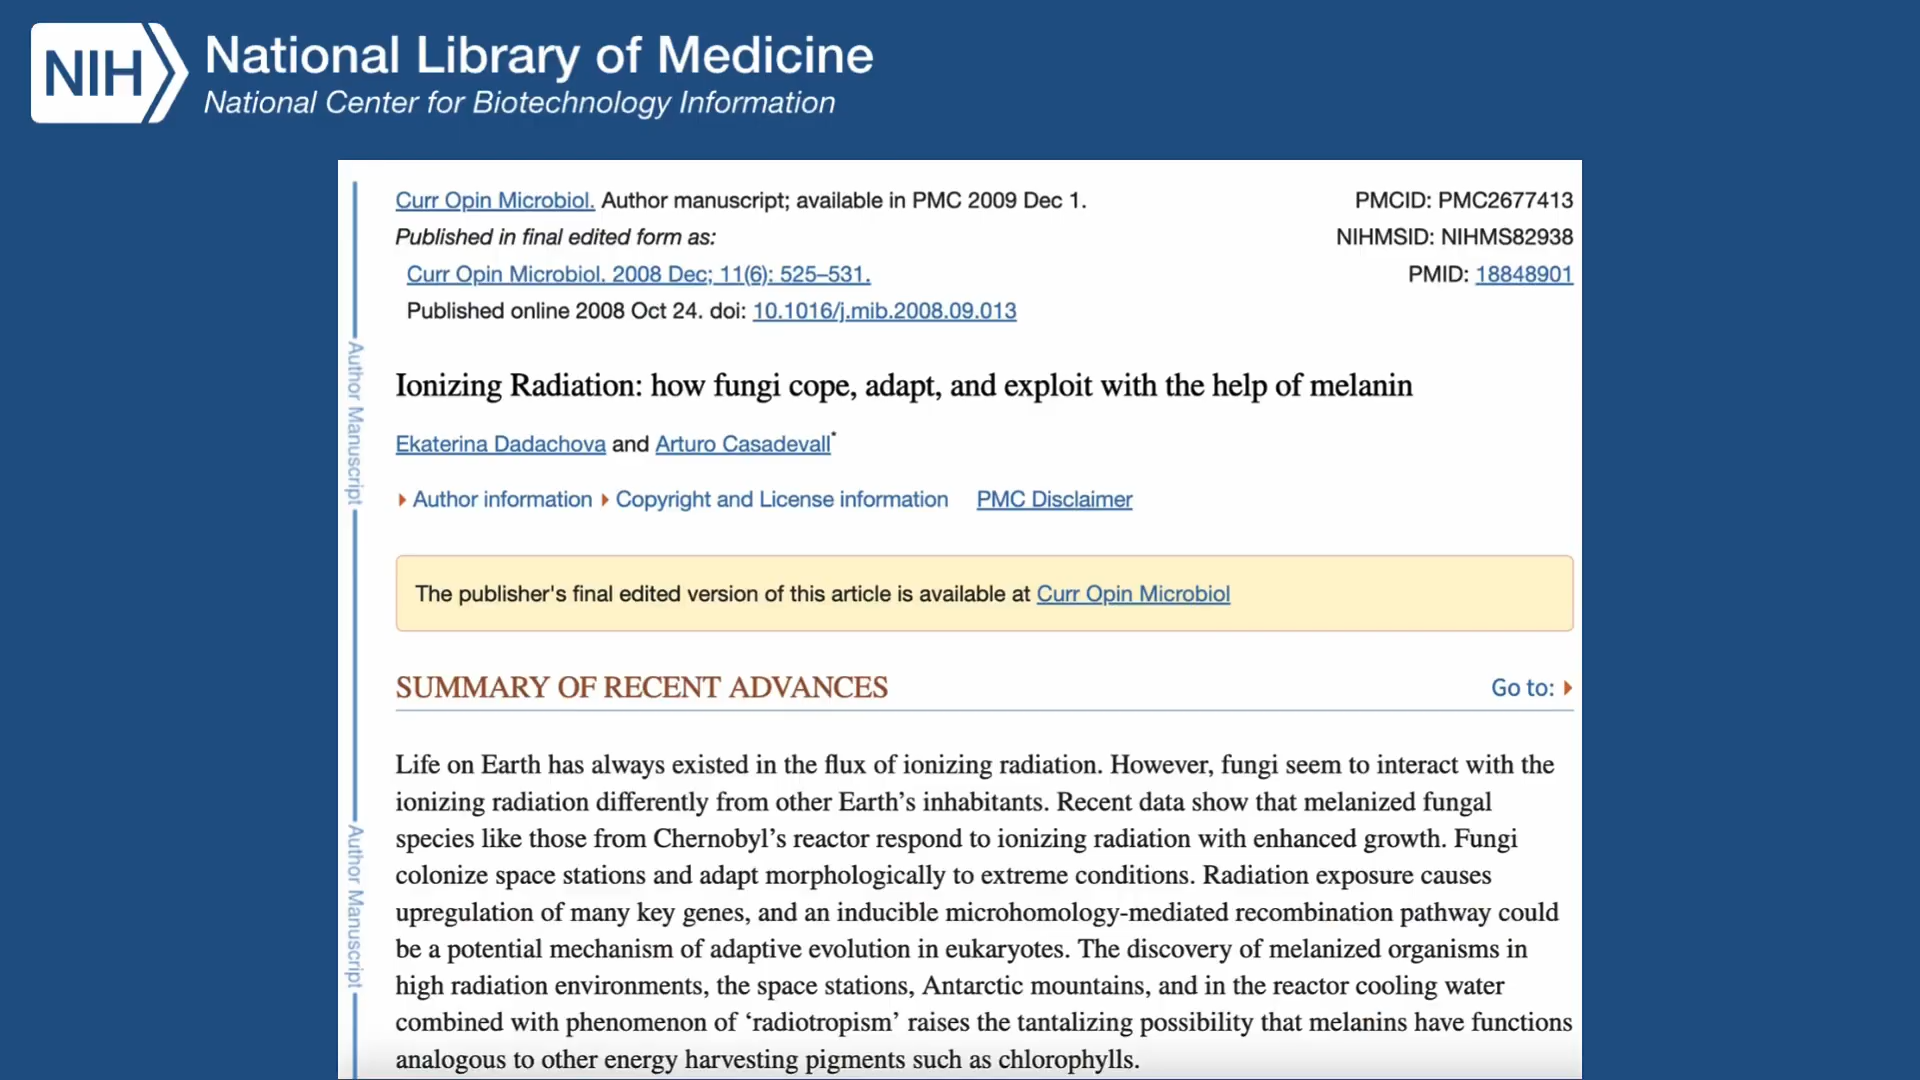 NIH National Library of Medicine
National Center for Biotechnology Information
Curr Opin Microbiol. Author manuscript; available in PMC 2009 Dec 1.
PMCID: PMC2677413
Published in final edited form as:
NIHMSID: NIHMS82938
Curr Opin Microbiol. 2008 Dec; 11(6): 525–531.
PMID: 18848901
Published online 2008 Oct 24. doi: 10.1016/j.mib.2008.09.013
Author Manuscript
Ionizing Radiation: how fungi cope, adapt, and exploit with the help of melanin
Ekaterina Dadachova and Arturo Casadevall*
Author information Copyright and License information PMC Disclaimer
The publisher's final edited version of this article is available at Curr Opin Microbiol
SUMMARY OF RECENT ADVANCES
Go to:
Life on Earth has always existed in the flux of ionizing radiation. However, fungi seem to interact with the
ionizing radiation differently from other Earth’s inhabitants. Recent data show that melanized fungal
species like those from Chernobyl’s reactor respond to ionizing radiation with enhanced growth. Fungi
colonize space stations and adapt morphologically to extreme conditions. Radiation exposure causes
upregulation of many key genes, and an inducible microhomology-mediated recombination pathway could
be a potential mechanism of adaptive evolution in eukaryotes. The discovery of melanized organisms in
high radiation environments, the space stations, Antarctic mountains, and in the reactor cooling water
combined with phenomenon of ‘radiotropism’ raises the tantalizing possibility that melanins have functions
analogous to other energy harvesting pigments such as chlorophylls.
Author Manuscript